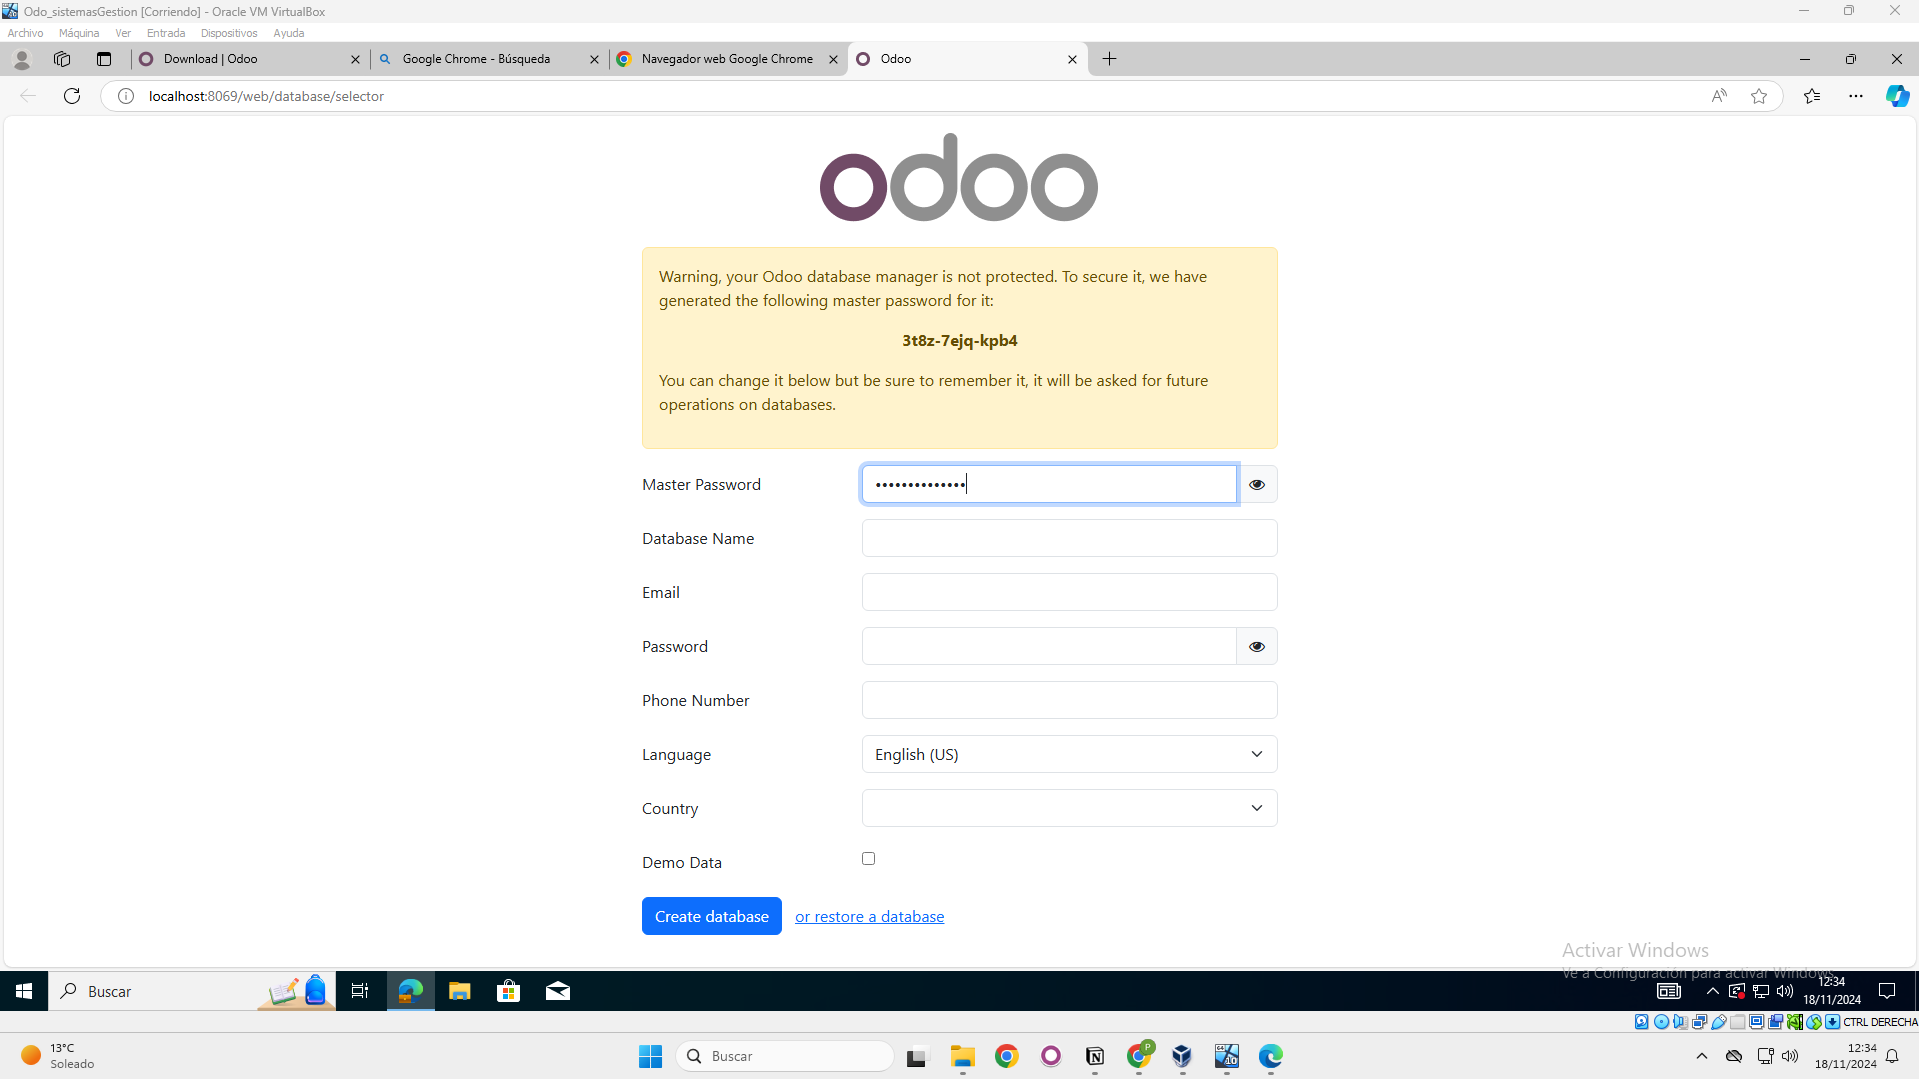 Odo_sistemasGestion [Corriendo] - Oracle VM VirtualBox
Archivo Máquina Ver Entrada Dispositivos Ayuda
Download | Odoo
Google Chrome - Búsqueda
Navegador web Google Chrome
Odoo
localhost:8069/web/database/selector
odoo
Warning, your Odoo database manager is not protected. To secure it, we have
generated the following master password for it:
3t8z-7ejq-kpb4
You can change it below but be sure to remember it, it will be asked for future
operations on databases.
Master Password
••••••••••••••
Database Name
Email
Password
Phone Number
Language
English (US)
Country
Demo Data
Create database
or restore a database
Activar Windows
Ve a Configuración para activar Windows.
Buscar
12:34
18/11/2024
CTRL DERECHA
13°C
Soleado
Buscar
12:34
18/11/2024